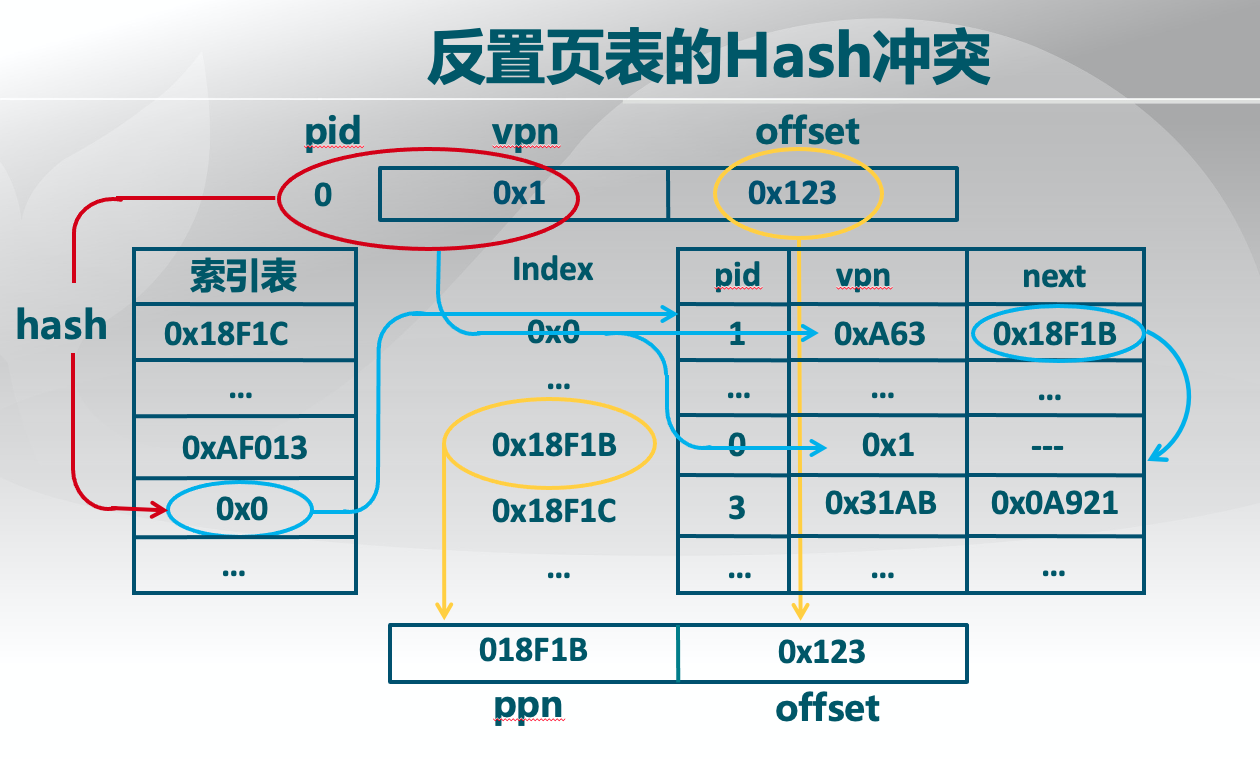 反置页表的Hash冲突
pid vpn offset
0 0x1 0x123
索引表 Index pid vpn next
hash
0x18F1C 0x0 1 0xA63 0x18F1B
... ... ... ... ...
0xAF013 0x18F1B 0 0x1 ---
0x0 0x18F1C 3 0x31AB 0x0A921
... ... ... ... ...
018F1B 0x123
ppn offset